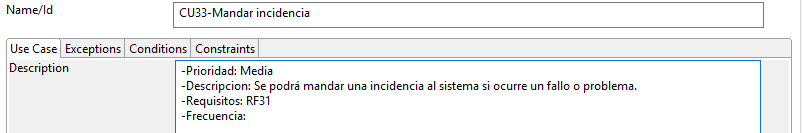 Name/Id
CU33-Mandar incidencia
Use Case Exceptions Conditions Constraints
Description
-Prioridad: Media
-Descripcion: Se podrá mandar una incidencia al sistema si ocurre un fallo o problema.
-Requisitos: RF31
-Frecuencia: